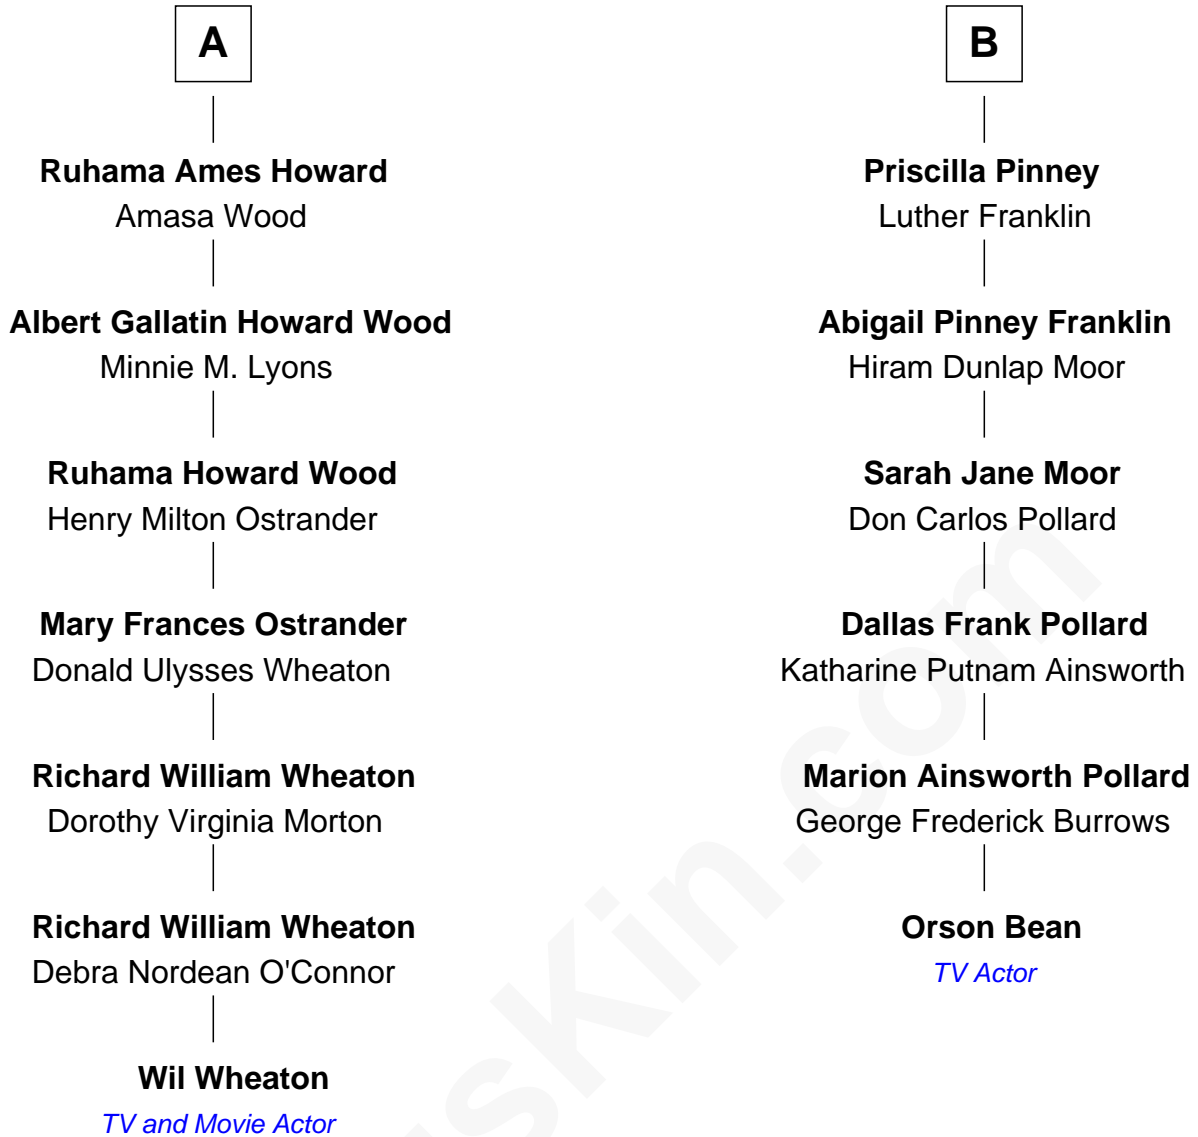 A
Ruhama Ames Howard
Amasa Wood
Albert Gallatin Howard Wood
Minnie M. Lyons
Ruhama Howard Wood
Henry Milton Ostrander
Mary Frances Ostrander
Donald Ulysses Wheaton
Richard William Wheaton
Dorothy Virginia Morton
Richard William Wheaton
Debra Nordean O'Connor
Wil Wheaton
TV and Movie Actor
B
Priscilla Pinney
Luther Franklin
Abigail Pinney Franklin
Hiram Dunlap Moor
Sarah Jane Moor
Don Carlos Pollard
Dallas Frank Pollard
Katharine Putnam Ainsworth
Marion Ainsworth Pollard
George Frederick Burrows
Orson Bean
TV Actor